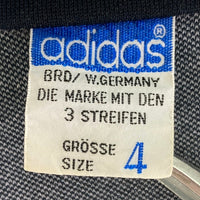 adidas®
BRD/W.GERMANY
DIE MARKE MIT DEN
3 STREIFEN
GRÖSSE
SIZE 4